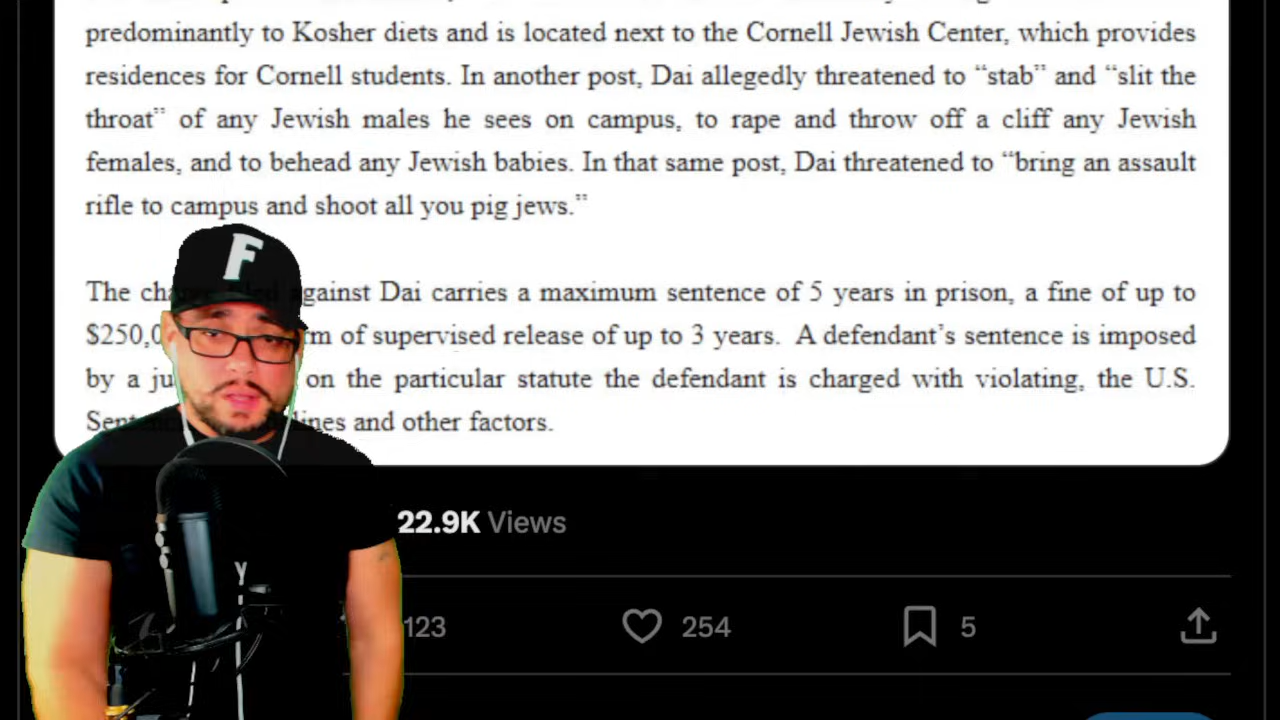 predominantly to Kosher diets and is located next to the Cornell Jewish Center, which provides
residences for Cornell students. In another post, Dai allegedly threatened to “stab” and “slit the
throat” of any Jewish males he sees on campus, to rape and throw off a cliff any Jewish
females, and to behead any Jewish babies. In that same post, Dai threatened to “bring an assault
rifle to campus and shoot all you pig jews.”
F
The against Dai carries a maximum sentence of 5 years in prison, a fine of up to
of supervised release of up to 3 years. A defendant’s sentence is imposed
by a on the particular statute the defendant is charged with violating, the U.S.
and other factors.
22.9K Views
Y
123 254 5